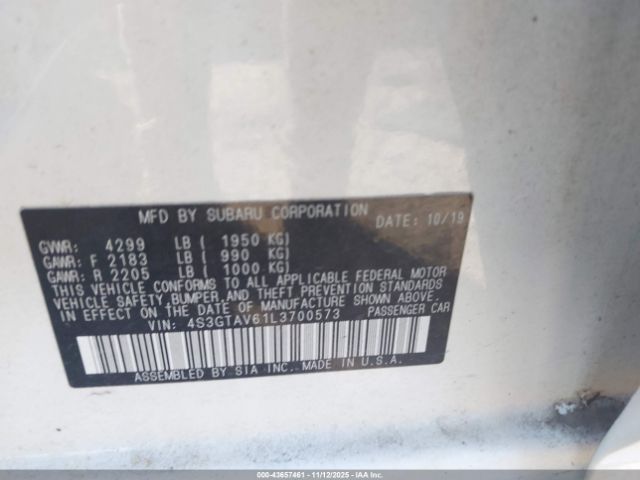 MFD BY SUBARU CORPORATION DATE: 10/19
GVWR: 4299 LB ( 1950 KG)
GAWR: F 2183 LB ( 990 KG)
GAWR: R 2205 LB ( 1000 KG)
THIS VEHICLE CONFORMS TO ALL APPLICABLE FEDERAL MOTOR
VEHICLE SAFETY, BUMPER, AND THEFT PREVENTION STANDARDS
IN EFFECT ON THE DATE OF MANUFACTURE SHOWN ABOVE.
VIN: 4S3GTAV61L3700573 PASSENGER CAR
ASSEMBLED BY SIA INC. MADE IN U.S.A.
000-43657461 - 11/12/2025 - IAAI.CA